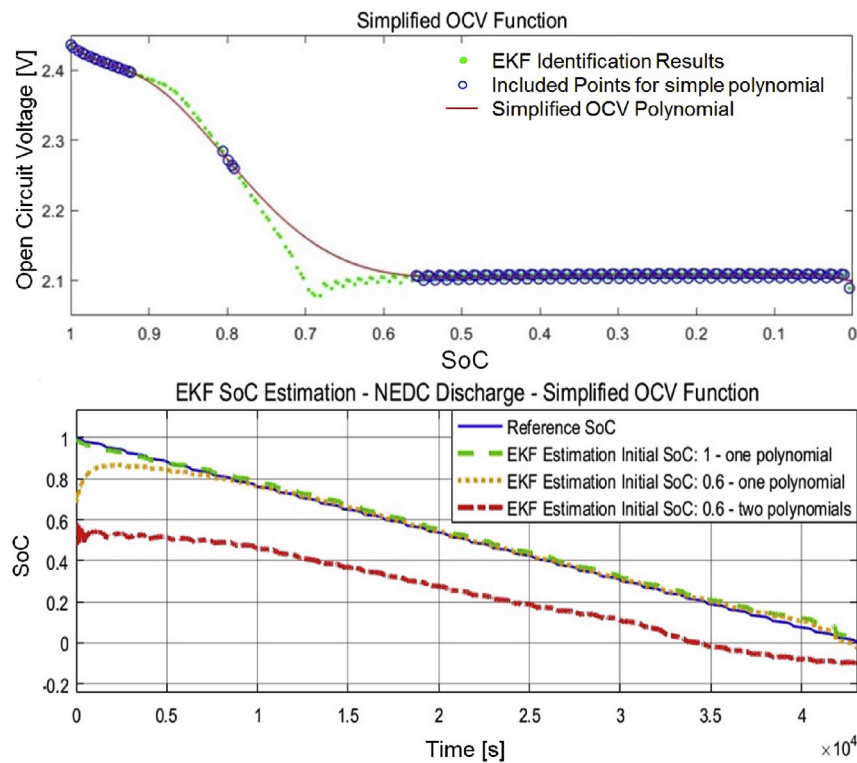 Simplified OCV Function
EKF Identification Results
Included Points for simple polynomial
Simplified OCV Polynomial
Open Circuit Voltage [V]
2.4
2.3
2.2
2.1
1 0.9 0.8 0.7 0.6 0.5 0.4 0.3 0.2 0.1 0
SoC
EKF SoC Estimation - NEDC Discharge - Simplified OCV Function
Reference SoC
EKF Estimation Initial SoC: 1 - one polynomial
EKF Estimation Initial SoC: 0.6 - one polynomial
EKF Estimation Initial SoC: 0.6 - two polynomials
SoC
1
0.8
0.6
0.4
0.2
0
-0.2
0 0.5 1 1.5 2 2.5 3 3.5 4
Time [s]
×10⁴